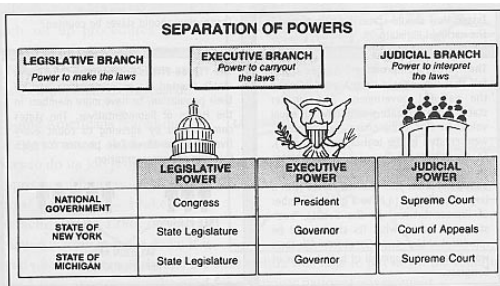 SEPARATION OF POWERS
LEGISLATIVE BRANCH
Power to make the laws
EXECUTIVE BRANCH
Power to carryout
the laws
JUDICIAL BRANCH
Power to interpret
the laws
LEGISLATIVE
POWER
EXECUTIVE
POWER
JUDICIAL
POWER
NATIONAL
GOVERNMENT
Congress
President
Supreme Court
STATE OF
NEW YORK
State Legislature
Governor
Court of Appeals
STATE OF
MICHIGAN
State Legislature
Governor
Supreme Court